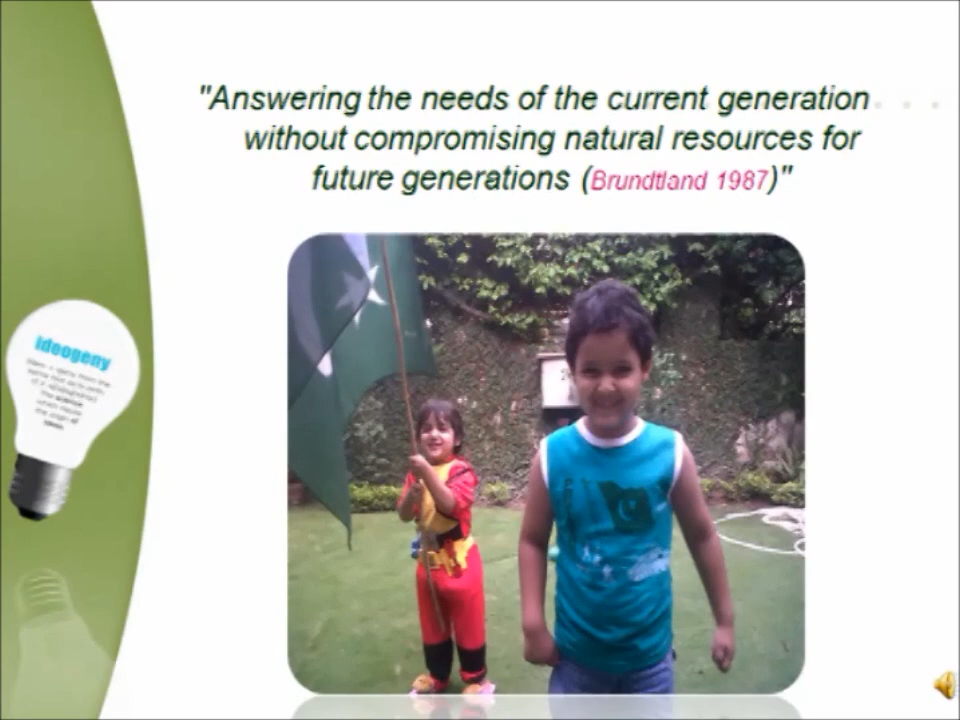 "Answering the needs of the current generation
without compromising natural resources for
future generations (Brundtland 1987)"
ideogeny